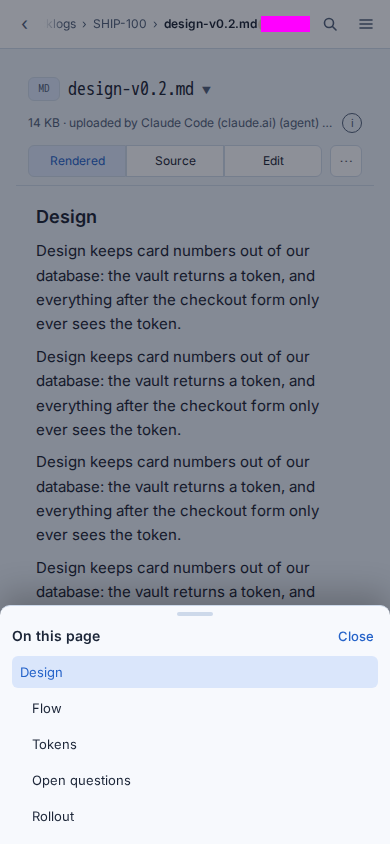 klogs › SHIP-100 › design-v0.2.md
MD design-v0.2.md ▼
14 KB · uploaded by Claude Code (claude.ai) (agent) ... i
Rendered Source Edit ...
Design
Design keeps card numbers out of our
database: the vault returns a token, and
everything after the checkout form only
ever sees the token.
Design keeps card numbers out of our
database: the vault returns a token, and
everything after the checkout form only
ever sees the token.
Design keeps card numbers out of our
database: the vault returns a token, and
everything after the checkout form only
ever sees the token.
Design keeps card numbers out of our
database: the vault returns a token, and
On this page Close
Design
Flow
Tokens
Open questions
Rollout